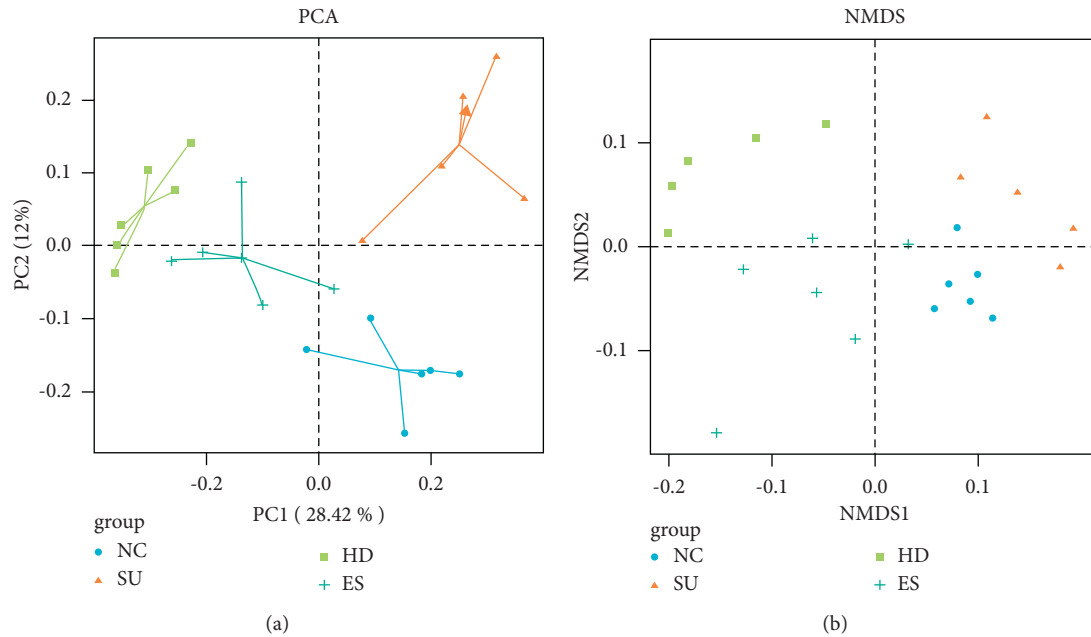 PCA
PC2 (12%)
0.2
0.1
0.0
-0.1
-0.2
-0.2
0.0
0.2
PC1 ( 28.42 % )
group
NC
SU
HD
ES
(a)
NMDS
NMDS2
0.1
0.0
-0.1
-0.2
-0.1
0.0
0.1
NMDS1
group
NC
SU
HD
ES
(b)